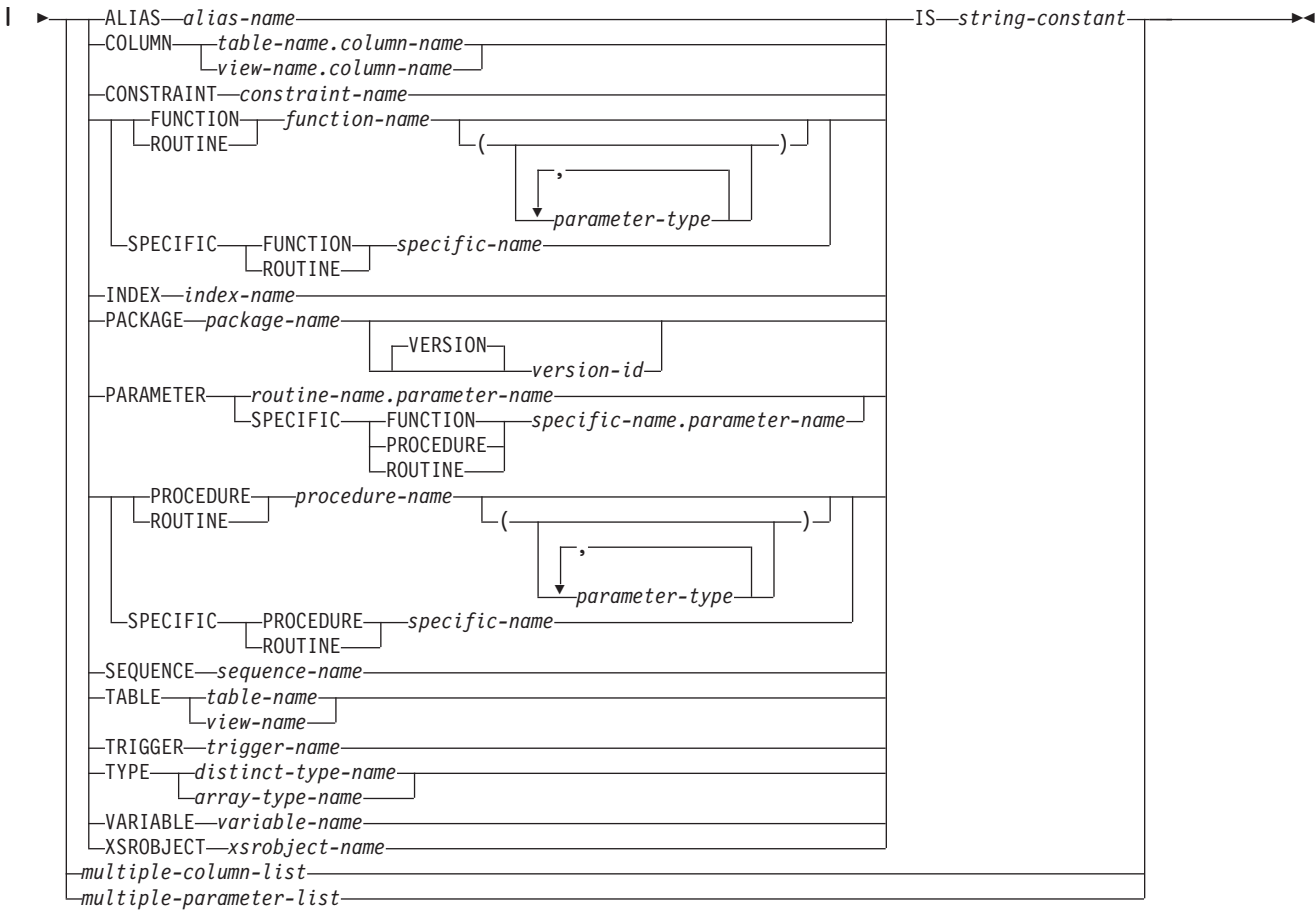 ALIAS alias-name IS string-constant
COLUMN table-name.column-name
view-name.column-name
CONSTRAINT constraint-name
FUNCTION function-name
ROUTINE ( )
,
parameter-type
SPECIFIC FUNCTION specific-name
ROUTINE
INDEX index-name
PACKAGE package-name
VERSION
version-id
PARAMETER routine-name.parameter-name
SPECIFIC FUNCTION specific-name.parameter-name
PROCEDURE
ROUTINE
PROCEDURE procedure-name
ROUTINE ( )
,
parameter-type
SPECIFIC PROCEDURE specific-name
ROUTINE
SEQUENCE sequence-name
TABLE table-name
view-name
TRIGGER trigger-name
TYPE distinct-type-name
array-type-name
VARIABLE variable-name
XSROBJECT xsrobject-name
multiple-column-list
multiple-parameter-list